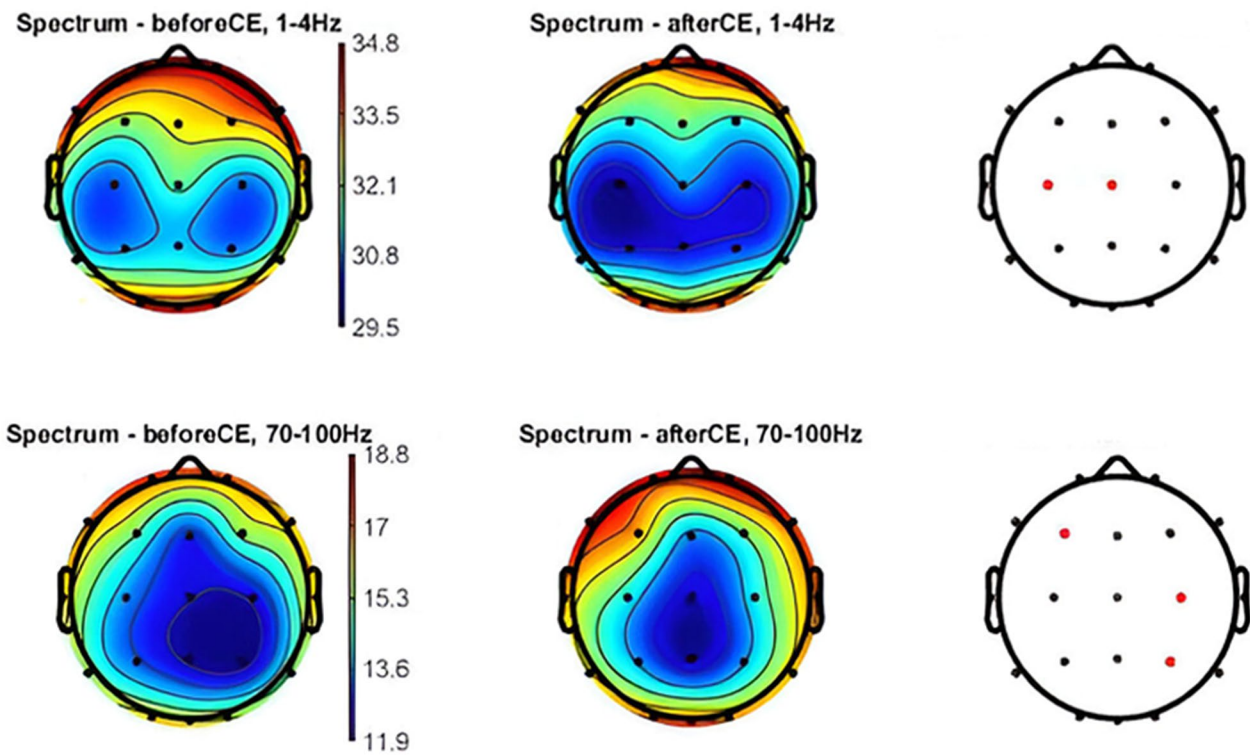 Spectrum - beforeCE, 1-4Hz
34.8
33.5
32.1
30.8
29.5
Spectrum - afterCE, 1-4Hz
Spectrum - beforeCE, 70-100Hz
18.8
17
15.3
13.6
11.9
Spectrum - afterCE, 70-100Hz